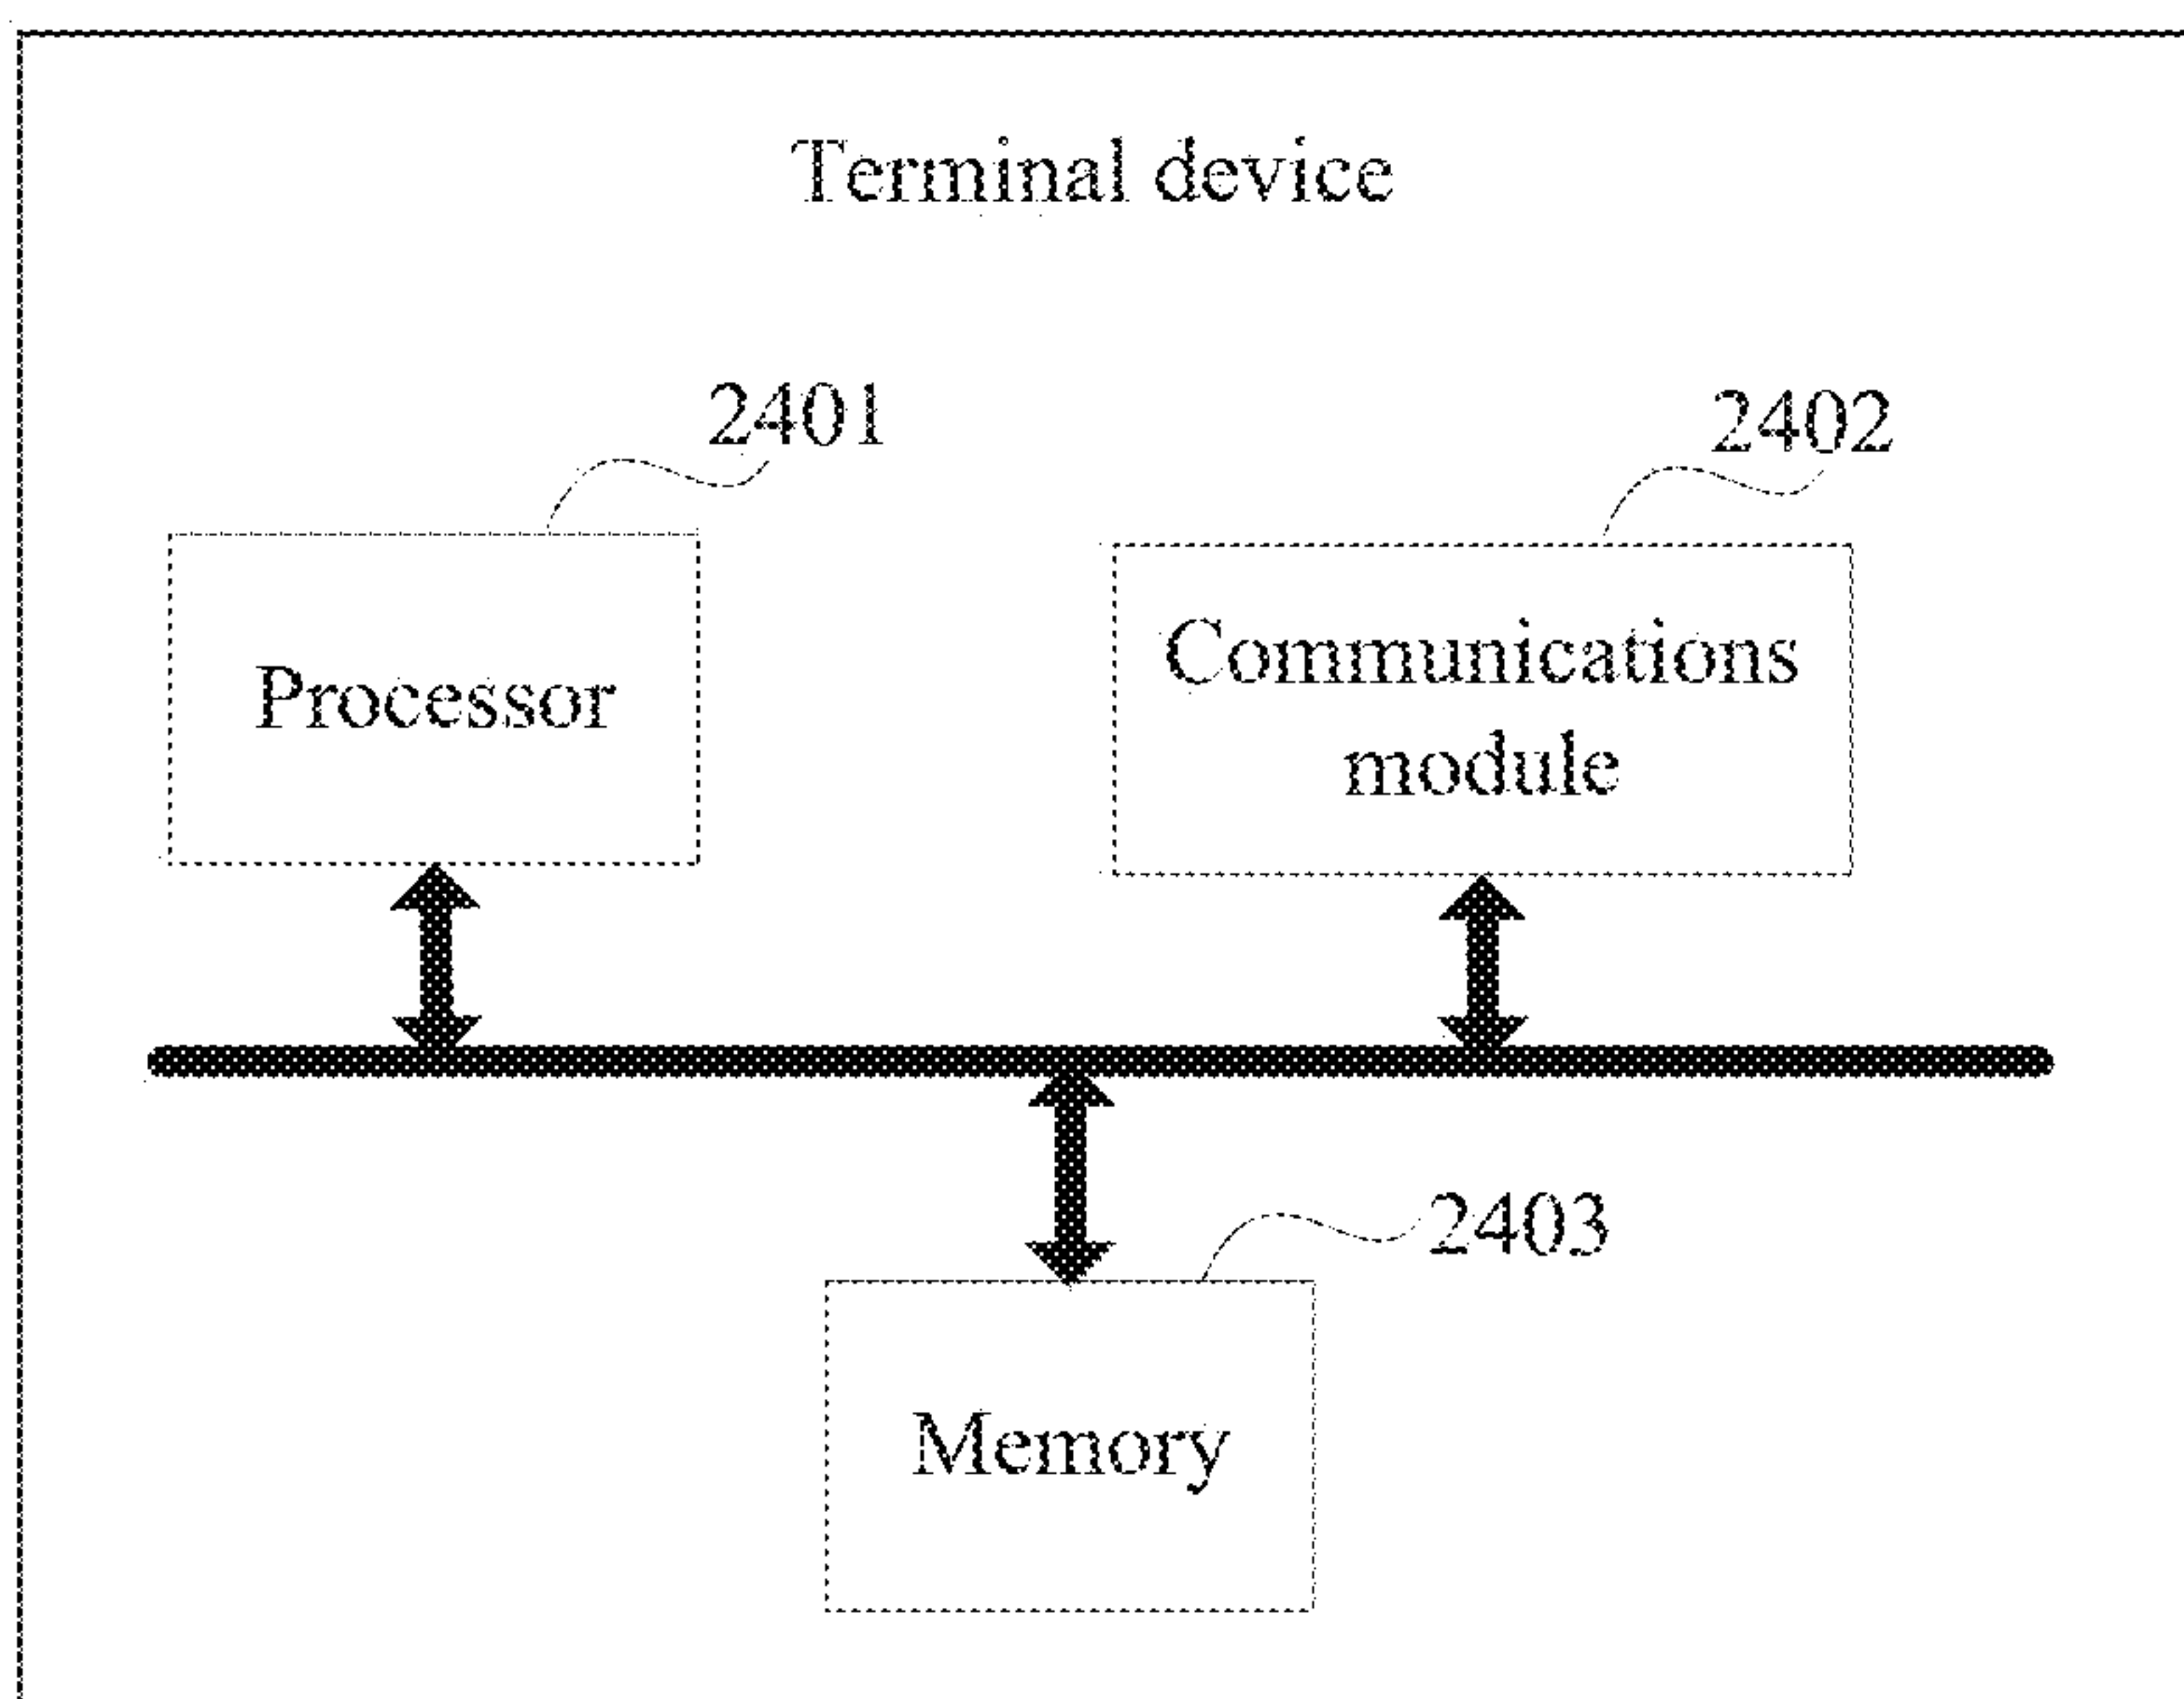 Terminal device
2401
2402
Processor
Communications
module
2403
Memory